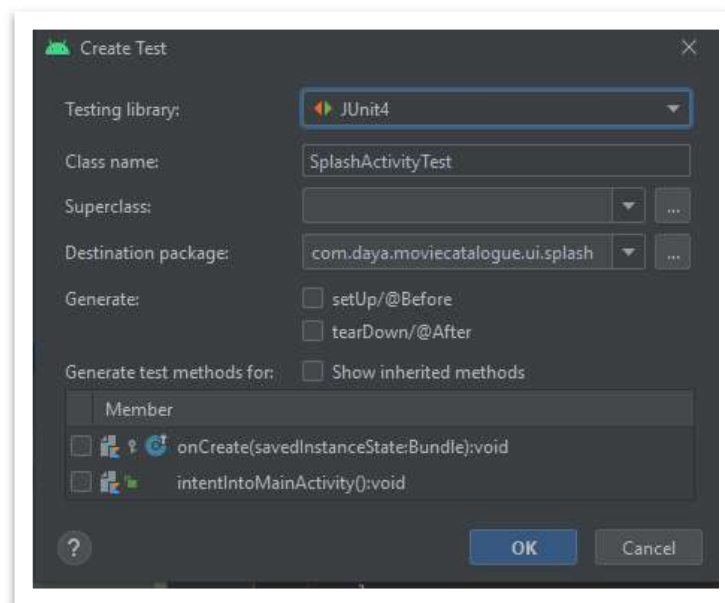 Create Test
Testing library: JUnit4
Class name: SplashActivityTest
Superclass: ...
Destination package: com.daya.moviecatalogue.ui.splash ...
Generate: setUp/@Before
tearDown/@After
Generate test methods for: Show inherited methods
Member
onCreate(savedInstanceState:Bundle):void
intentIntoMainActivity():void
? OK Cancel